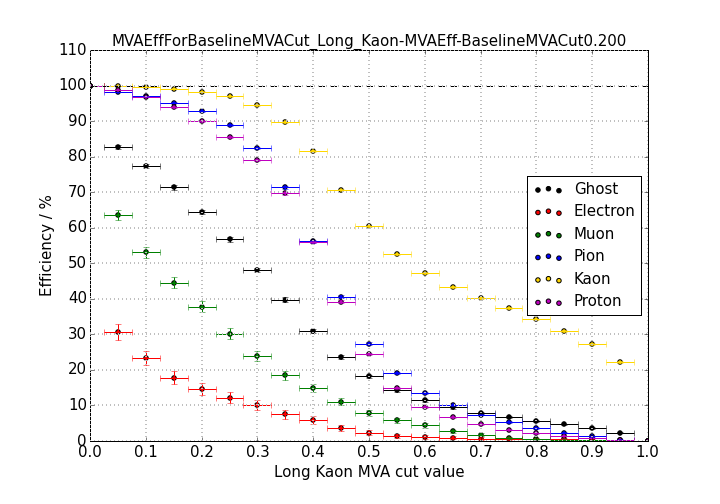 MVAEffForBaselineMVACut_Long_Kaon-MVAEff-BaselineMVACut0.200
110
100
90
80
70
60
50
40
30
20
10
0
Efficiency / %
Ghost
Electron
Muon
Pion
Kaon
Proton
0.0 0.1 0.2 0.3 0.4 0.5 0.6 0.7 0.8 0.9 1.0
Long Kaon MVA cut value